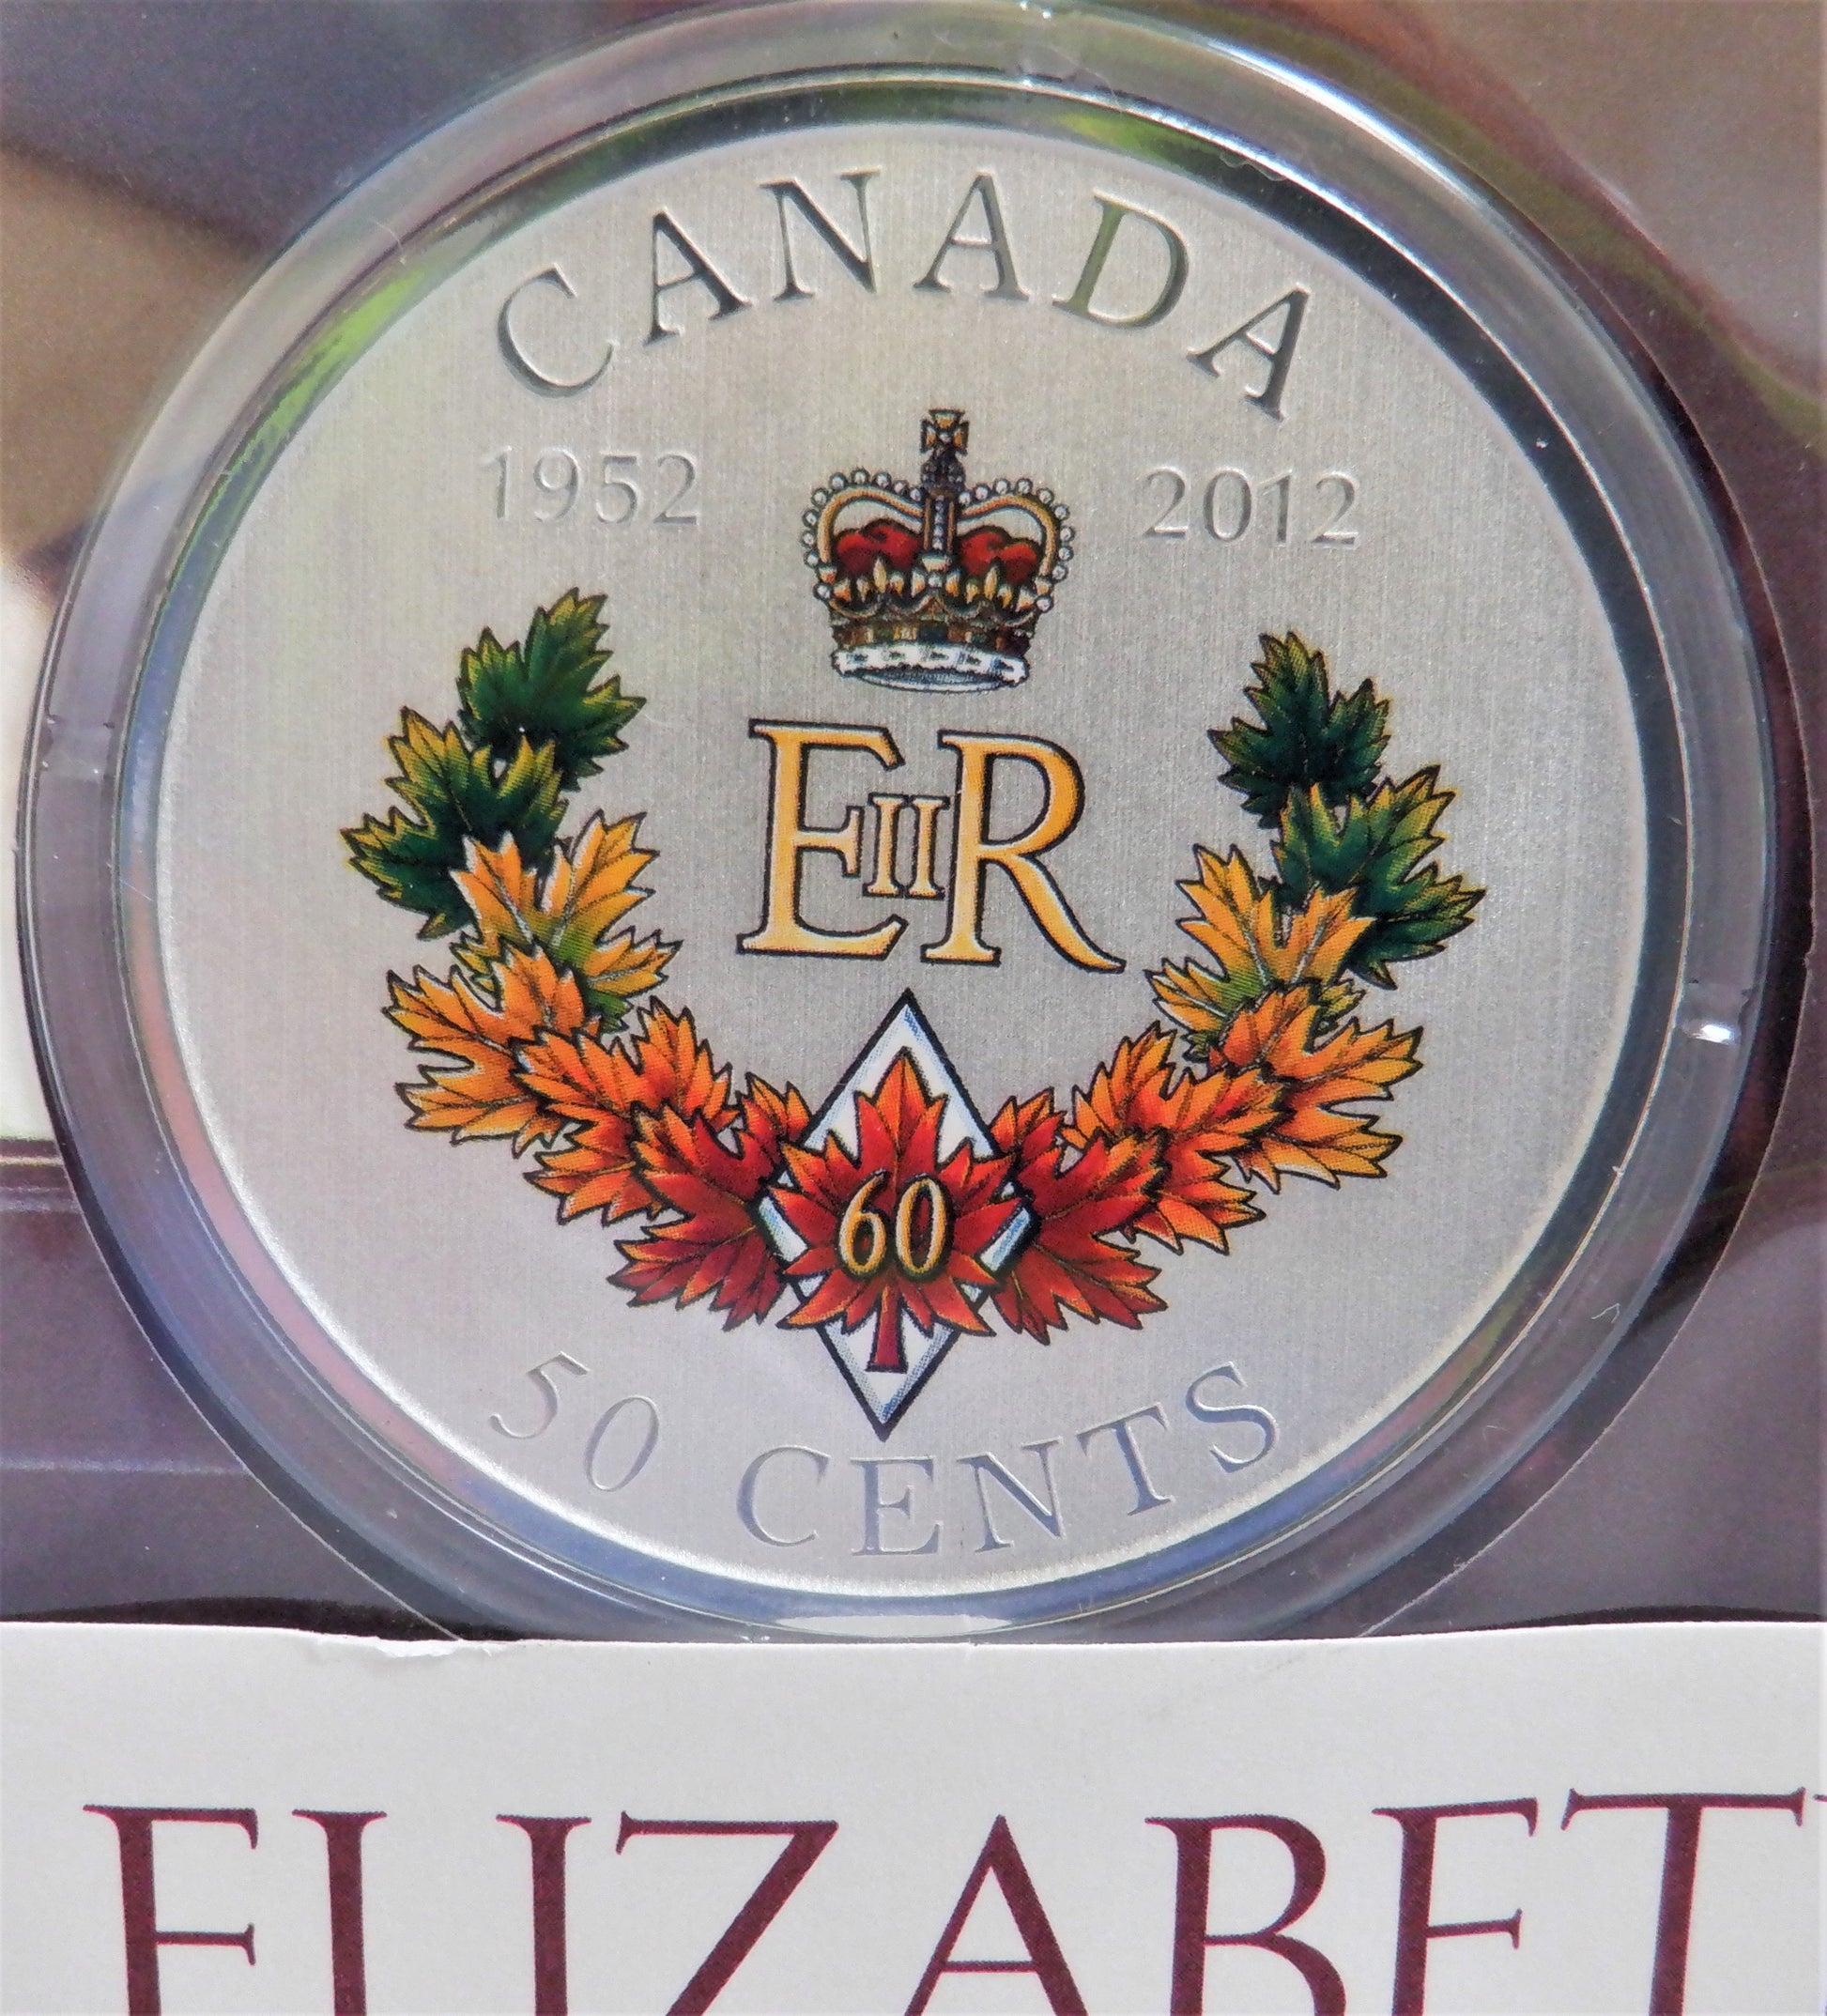 CANADA
1952 2012
EIIR
60
50 CENTS
ELIZABET